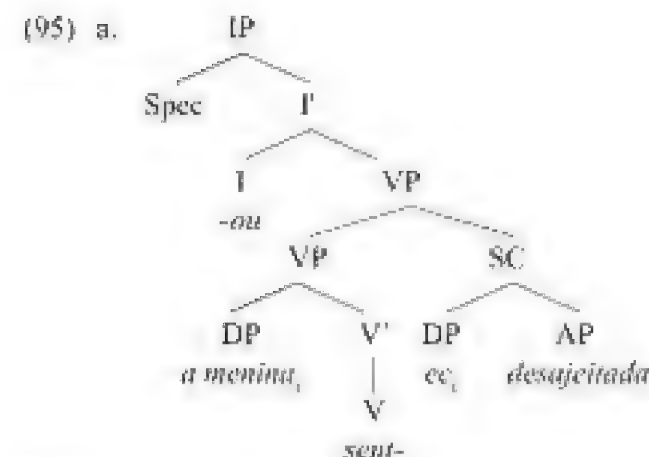 (95) a. IP
Spec I'
I VP
-ou
VP SC
DP V' DP AP
a menina_i ec_i desajeitada
V
sent-